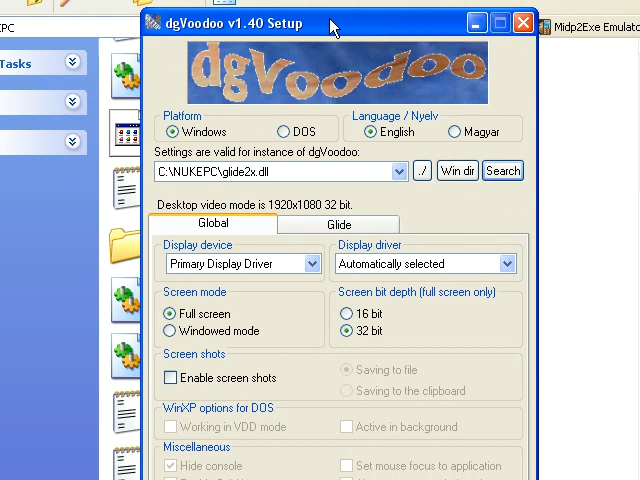 dgVoodoo v1.40 Setup
EPC
Midp2Exe Emulato
dgVoodoo
Tasks
Platform
Windows
DOS
Language / Nyelv
English
Magyar
Settings are valid for instance of dgVoodoo:
C:\NUKEPC\glide2x.dll
./
Win dir
Search
Desktop video mode is 1920x1080 32 bit.
Global
Glide
Display device
Primary Display Driver
Display driver
Automatically selected
Screen mode
Full screen
Windowed mode
Screen bit depth (full screen only)
16 bit
32 bit
Screen shots
Enable screen shots
Saving to file
Saving to the clipboard
WinXP options for DOS
Working in VDD mode
Active in background
Miscellaneous
Hide console
Set mouse focus to application